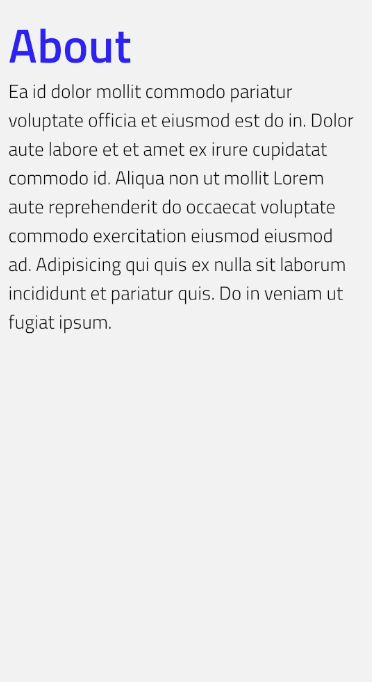 About
Ea id dolor mollit commodo pariatur
voluptate officia et eiusmod est do in. Dolor
aute labore et et amet ex irure cupidatat
commodo id. Aliqua non ut mollit Lorem
aute reprehenderit do occaecat voluptate
commodo exercitation eiusmod eiusmod
ad. Adipisicing qui quis ex nulla sit laborum
incididunt et pariatur quis. Do in veniam ut
fugiat ipsum.